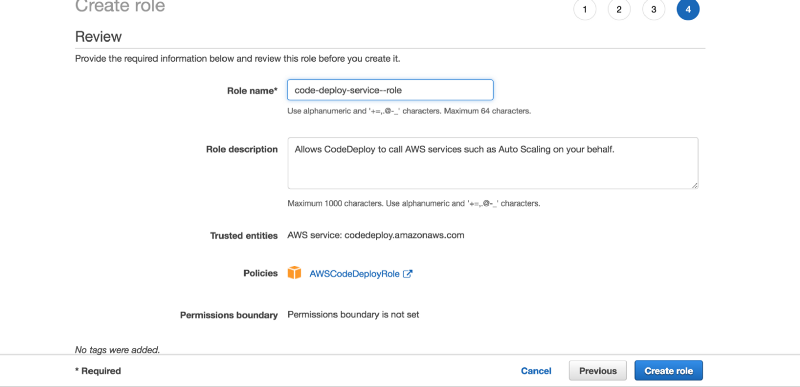 Create role
1 2 3 4
Review
Provide the required information below and review this role before you create it.
Role name* code-deploy-service--role
Use alphanumeric and '+=,.@-_' characters. Maximum 64 characters.
Role description Allows CodeDeploy to call AWS services such as Auto Scaling on your behalf.
Maximum 1000 characters. Use alphanumeric and '+=,.@-_' characters.
Trusted entities AWS service: codedeploy.amazonaws.com
Policies AWSCodeDeployRole
Permissions boundary Permissions boundary is not set
No tags were added.
* Required Cancel Previous Create role